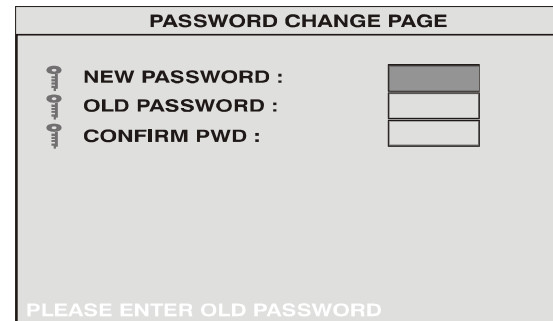 PASSWORD CHANGE PAGE
NEW PASSWORD :
OLD PASSWORD :
CONFIRM PWD :
PLEASE ENTER OLD PASSWORD